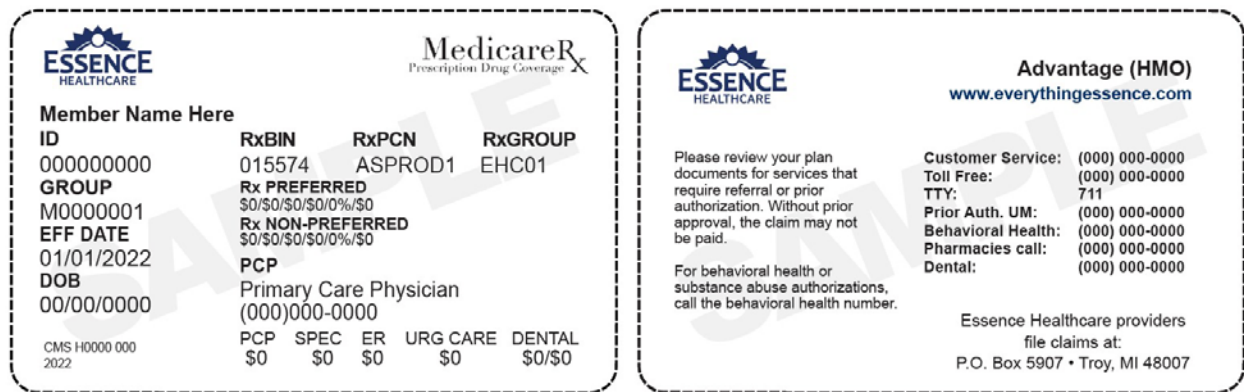 ESSENCE
HEALTHCARE
MedicareRx
Prescription Drug Coverage
Member Name Here
ID
000000000
GROUP
M0000001
EFF DATE
01/01/2022
DOB
00/00/0000
CMS H0000 000
2022
RxBIN RxPCN RxGROUP
015574 ASPROD1 EHC01
Rx PREFERRED
$0/$0/$0/$0/0%/$0
Rx NON-PREFERRED
$0/$0/$0/$0/0%/$0
PCP
Primary Care Physician
(000)000-0000
PCP SPEC ER URG CARE DENTAL
$0 $0 $0 $0 $0/$0
SAMPLE
ESSENCE
HEALTHCARE
Advantage (HMO)
www.everythingessence.com
Please review your plan
documents for services that
require referral or prior
authorization. Without prior
approval, the claim may not
be paid.
For behavioral health or
substance abuse authorizations,
call the behavioral health number.
Customer Service: (000) 000-0000
Toll Free: (000) 000-0000
TTY: 711
Prior Auth. UM: (000) 000-0000
Behavioral Health: (000) 000-0000
Pharmacies call: (000) 000-0000
Dental: (000) 000-0000
Essence Healthcare providers
file claims at:
P.O. Box 5907 • Troy, MI 48007
SAMPLE